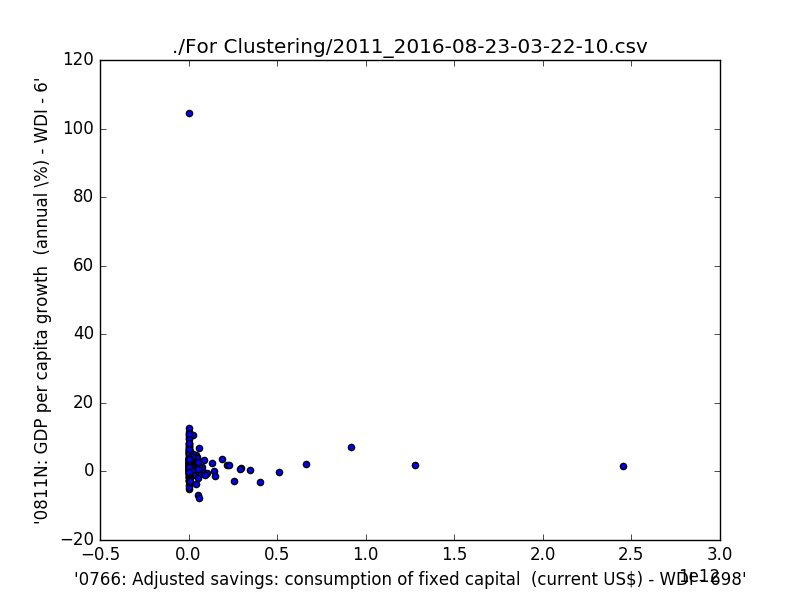 ./For Clustering/2011_2016-08-23-03-22-10.csv
120
100
80
60
40
20
0
−20
'0811N: GDP per capita growth  (annual \%) - WDI - 6'
−0.5 0.0 0.5 1.0 1.5 2.0 2.5 3.0
1e12
'0766: Adjusted savings: consumption of fixed capital  (current US$) - WDI - 698'